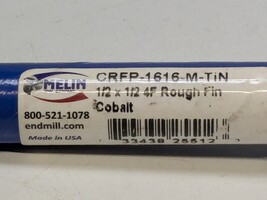 MELIN
CRFP-1616-M-TiN
1/2 x 1/2 4F Rough Fin
Cobalt
800-521-1078
endmill.com
Made in USA
33438 25512